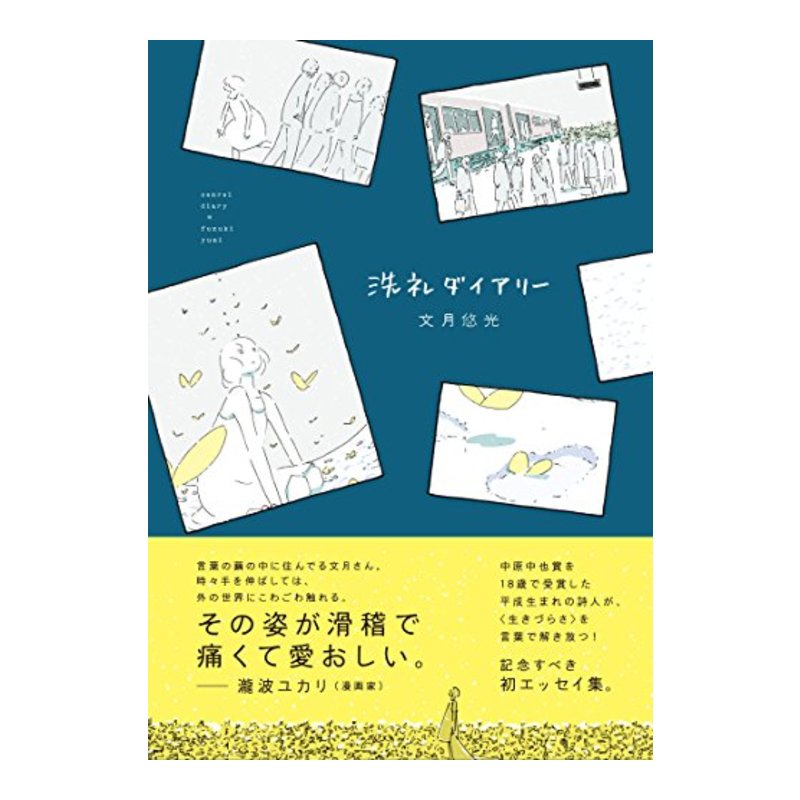 senrei
diary
*
fuzuki
yumi
洗礼ダイアリー
文月悠光
言葉の繭の中に住んでる文月さん。
時々手を伸ばしては、
外の世界にこわごわ触れる。
その姿が滑稽で
痛くて愛おしい。
── 瀧波ユカリ（漫画家）
中原中也賞を
18歳で受賞した
平成生まれの詩人が、
〈生きづらさ〉を
言葉で解き放つ！
記念すべき
初エッセイ集。